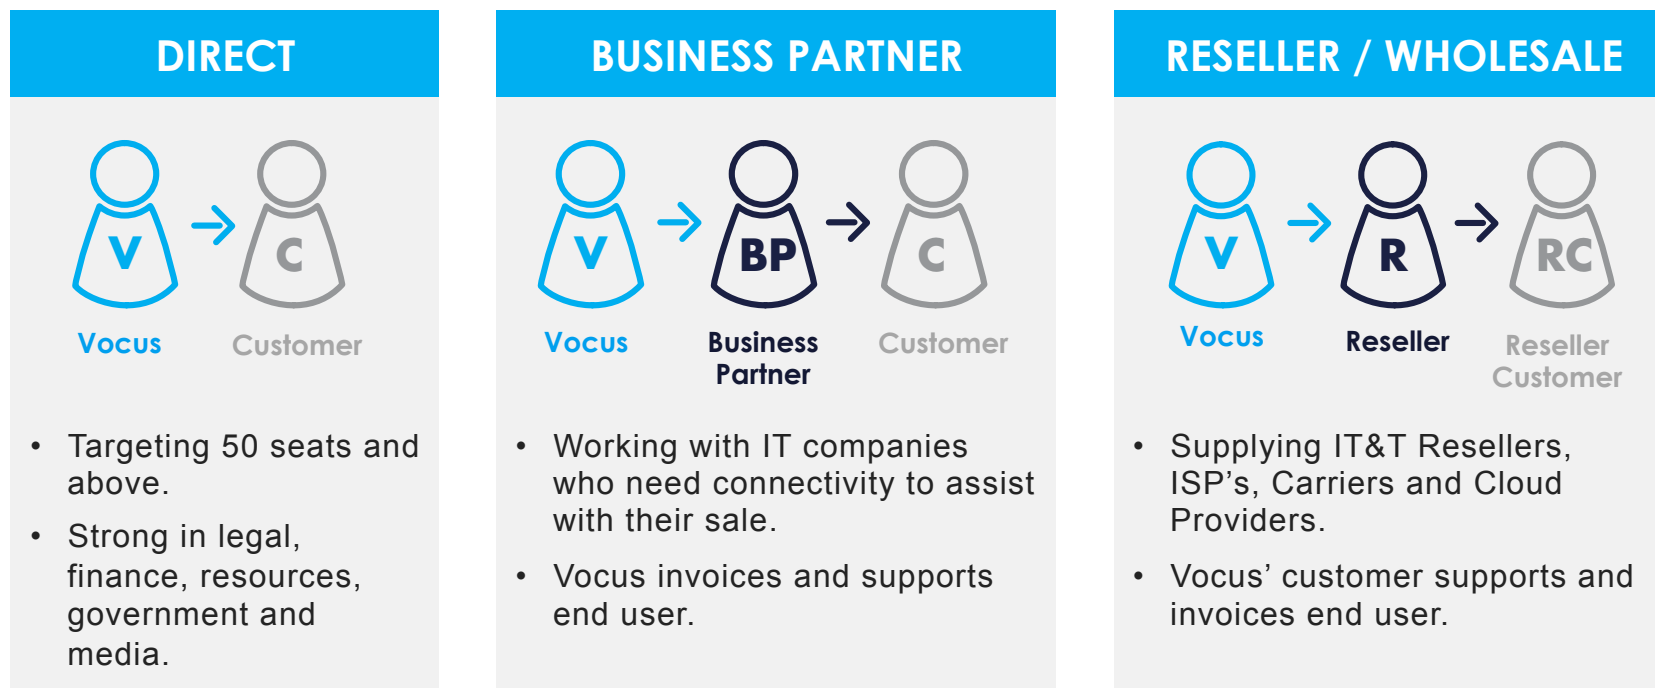 DIRECT
V
C
Vocus
Customer
• Targeting 50 seats and
above.
• Strong in legal,
finance, resources,
government and
media.
BUSINESS PARTNER
V
BP
C
Vocus
Business
Partner
Customer
• Working with IT companies
who need connectivity to assist
with their sale.
• Vocus invoices and supports
end user.
RESELLER / WHOLESALE
V
R
RC
Vocus
Reseller
Reseller
Customer
• Supplying IT&T Resellers,
ISP’s, Carriers and Cloud
Providers.
• Vocus’ customer supports and
invoices end user.